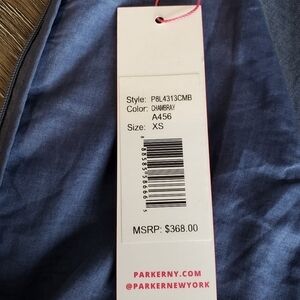 Style: P8L4313CMB
Color: CHAMBRAY
A456
Size: XS
MSRP: $368.00
PARKERNY.COM
@PARKERNEWYORK